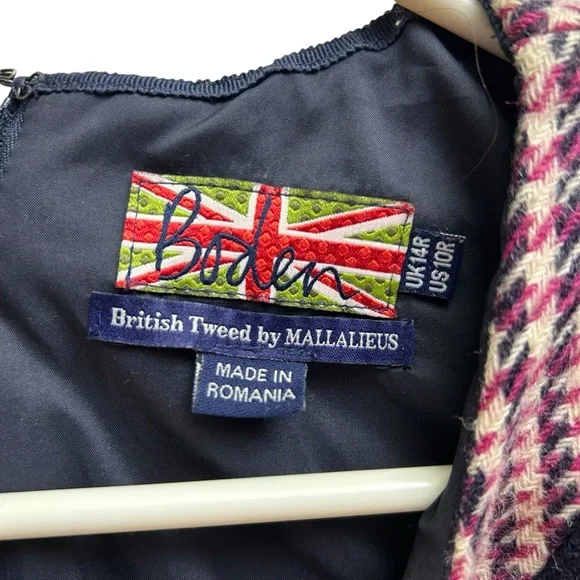 Boden
UK14R
US10R
British Tweed by MALLALIEUS
MADE IN
ROMANIA